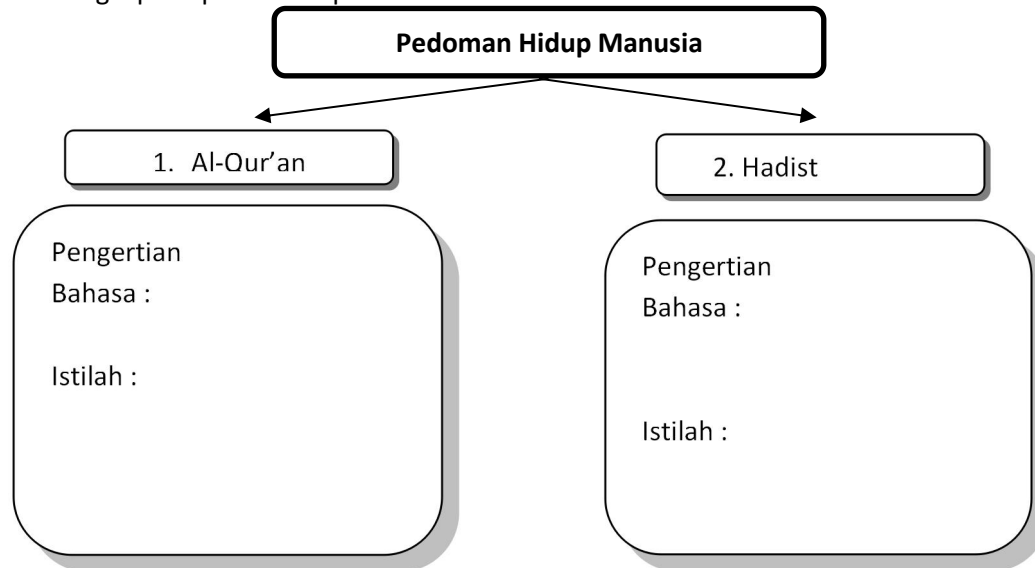 Pedoman Hidup Manusia
1. Al-Qur’an
2. Hadist
Pengertian
Bahasa :
Istilah :
Pengertian
Bahasa :
Istilah :